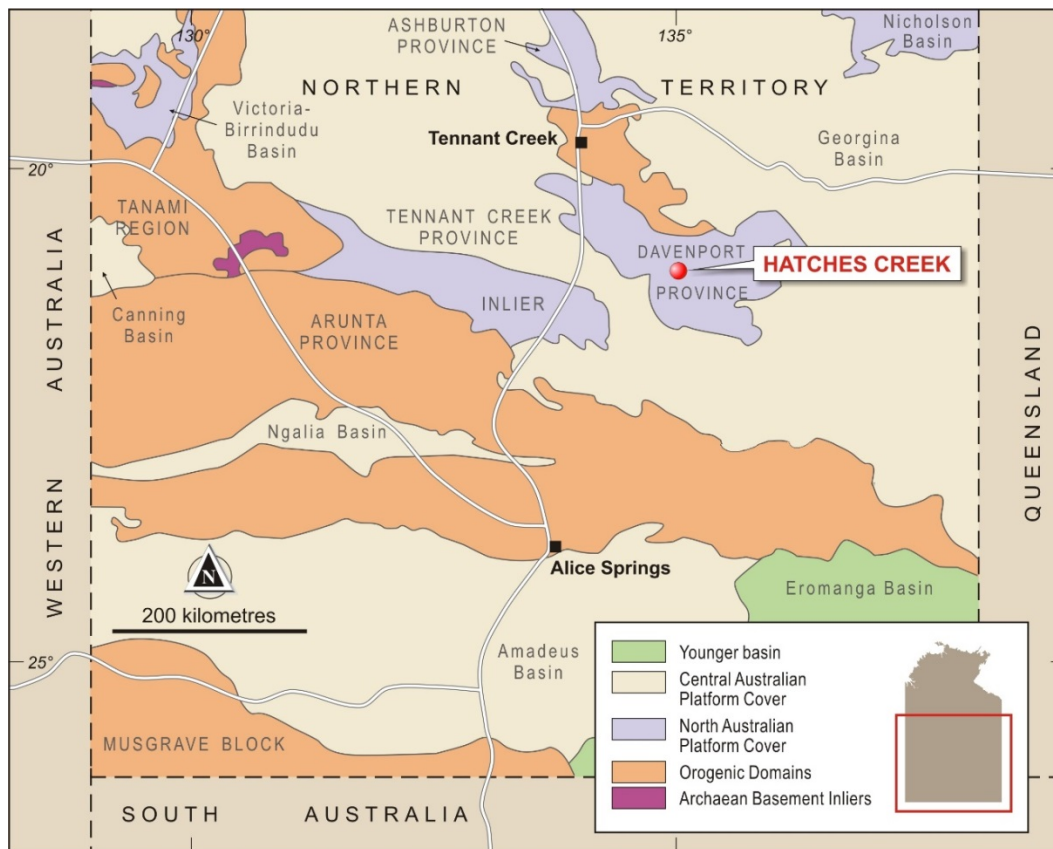 ASHBURTON
PROVINCE
130°
135°
Nicholson
Basin
NORTHERN TERRITORY
Victoria-
Birrindudu
Basin
Tennant Creek
Georgina
Basin
20°
TANAMI
REGION
TENNANT CREEK
PROVINCE
DAVENPORT
PROVINCE
HATCHES CREEK
INLIER
Canning
Basin
ARUNTA
PROVINCE
WESTERN AUSTRALIA
QUEENSLAND
Ngalia Basin
Alice Springs
N
200 kilometres
Eromanga Basin
25°
Amadeus
Basin
MUSGRAVE BLOCK
SOUTH AUSTRALIA
Younger basin
Central Australian
Platform Cover
North Australian
Platform Cover
Orogenic Domains
Archaean Basement Inliers